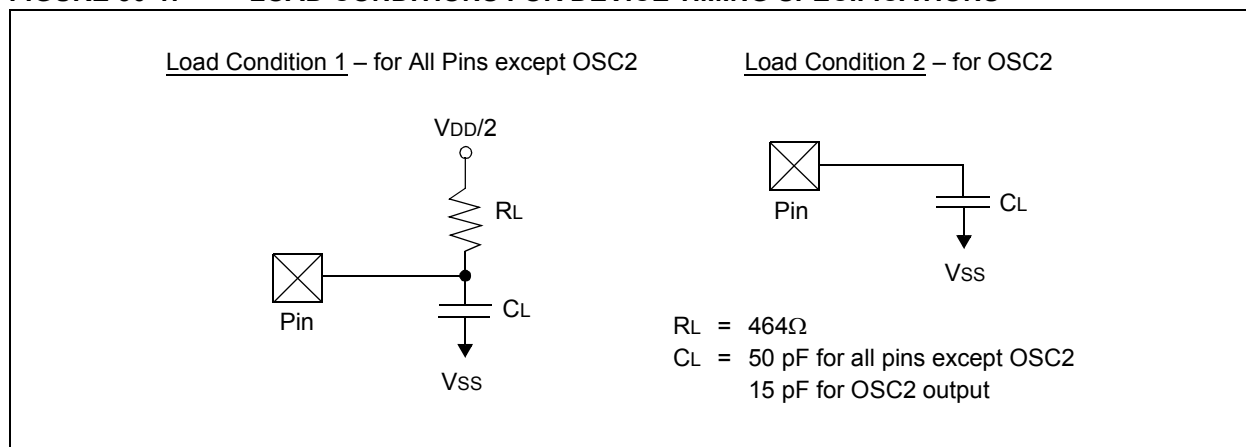 Load Condition 1 – for All Pins except OSC2
Load Condition 2 – for OSC2
VDD/2
RL
Pin
CL
VSS
Pin
CL
VSS
RL = 464Ω
CL = 50 pF for all pins except OSC2
15 pF for OSC2 output